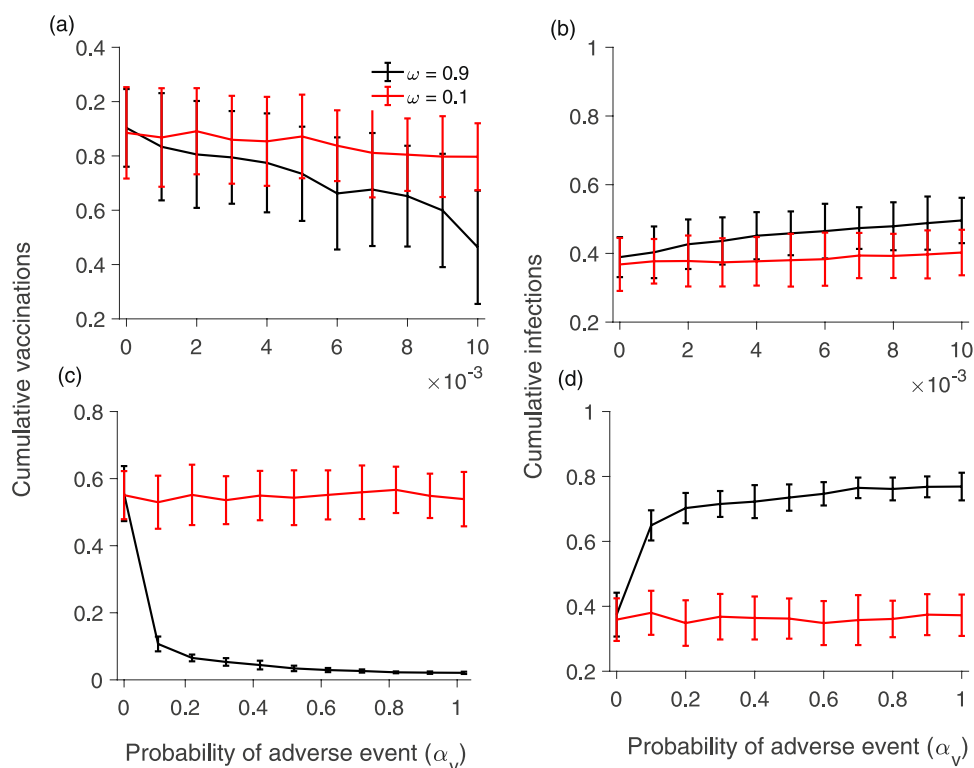 (a)
(b)
0.4
0.2
0.8
0.6
0.4
0.2
ω = 0.9
ω = 0.1
0 2 4 6 8 10
×10⁻³
1
0.8
0.6
0.4
0.2
0 2 4 6 8 10
×10⁻³
Cumulative vaccinations
Cumulative infections
(c)
(d)
0.8
0.6
0.4
0.2
0
0 0.2 0.4 0.6 0.8 1
1
0.8
0.6
0.4
0.2
0 0.2 0.4 0.6 0.8 1
Probability of adverse event (αᵥ)
Probability of adverse event (αᵥ)